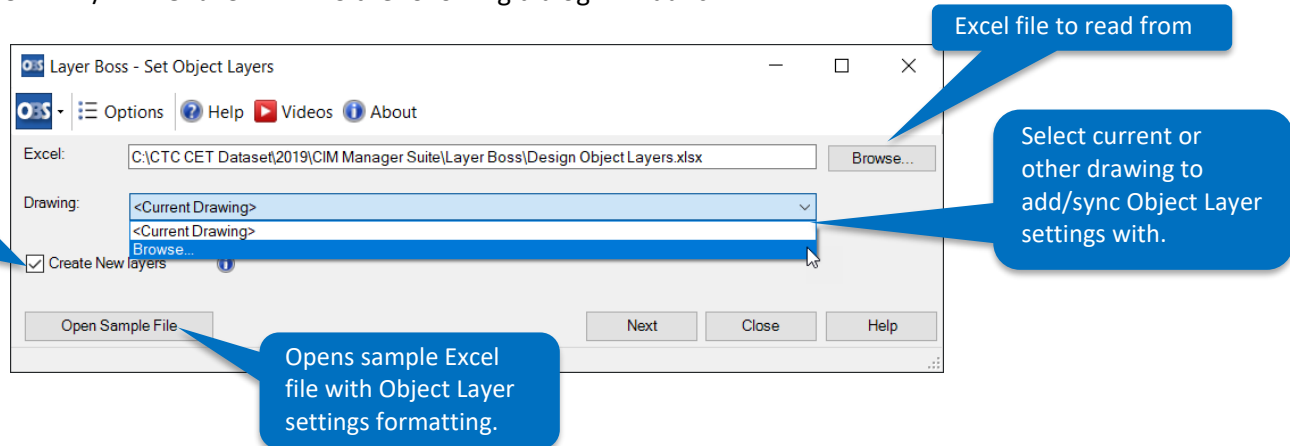 Excel file to read from
OBS Layer Boss - Set Object Layers
OBS Options Help Videos About
Excel: C:\CTC CET Dataset\2019\CIM Manager Suite\Layer Boss\Design Object Layers.xlsx Browse...
Select current or
other drawing to
add/sync Object Layer
settings with.
Drawing: <Current Drawing>
<Current Drawing>
Browse...
Create New layers
Open Sample File Next Close Help
Opens sample Excel
file with Object Layer
settings formatting.